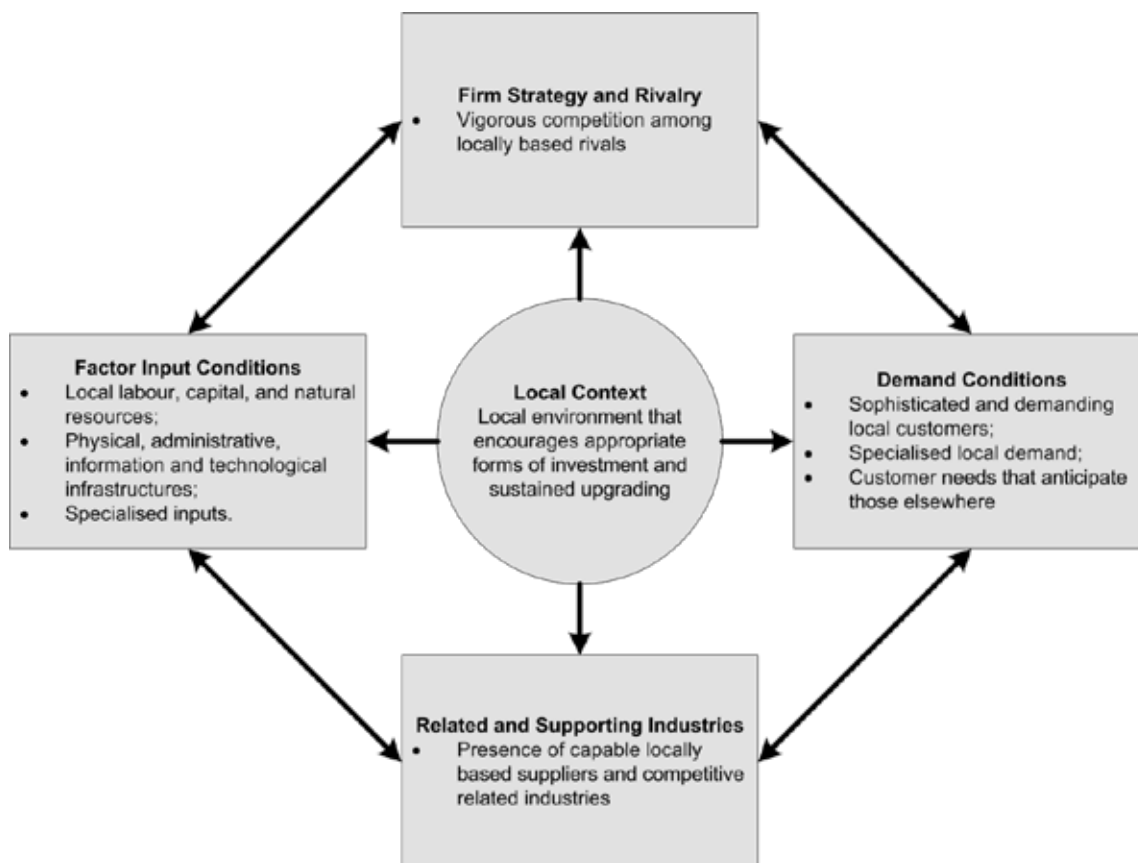 Firm Strategy and Rivalry
• Vigorous competition among
locally based rivals
Factor Input Conditions
• Local labour, capital, and natural
resources;
• Physical, administrative,
information and technological
infrastructures;
• Specialised inputs.
Local Context
Local environment that
encourages appropriate
forms of investment and
sustained upgrading
Demand Conditions
• Sophisticated and demanding
local customers;
• Specialised local demand;
• Customer needs that anticipate
those elsewhere
Related and Supporting Industries
• Presence of capable locally
based suppliers and competitive
related industries